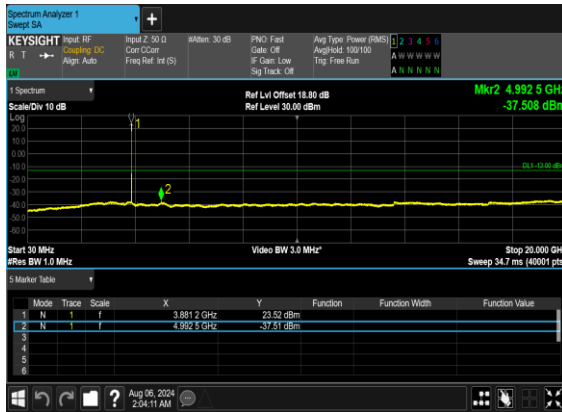 Spectrum Analyzer 1
Swept SA
+
KEYSIGHT Input: RF Input Z: 50 Ω #Atten: 30 dB PNO: Fast Avg Type: Power (RMS) 1 2 3 4 5 6
R T Coupling: DC Corr CCorr Gate: Off Avg|Hold: 100/100 A W W W W W
Align: Auto Freq Ref: Int (S) IF Gain: Low Trig: Free Run
Sig Track: Off A N N N N N
LXI
1 Spectrum Ref Lvl Offset 18.80 dB Mkr2 4.992 5 GHz
Scale/Div 10 dB Ref Level 30.00 dBm -37.508 dBm
Log
20.0
10.0
0.00
-10.0
DL1 -13.00 dBm
-20.0
-30.0
-40.0
-50.0
-60.0
1
2
Start 30 MHz Video BW 3.0 MHz* Stop 20.000 GHz
#Res BW 1.0 MHz Sweep 34.7 ms (40001 pts)
5 Marker Table
Mode Trace Scale X Y Function Function Width Function Value
1 N 1 f 3.881 2 GHz 23.52 dBm
2 N 1 f 4.992 5 GHz -37.51 dBm
3
4
5
6
? Aug 06, 2024
2:04:11 AM